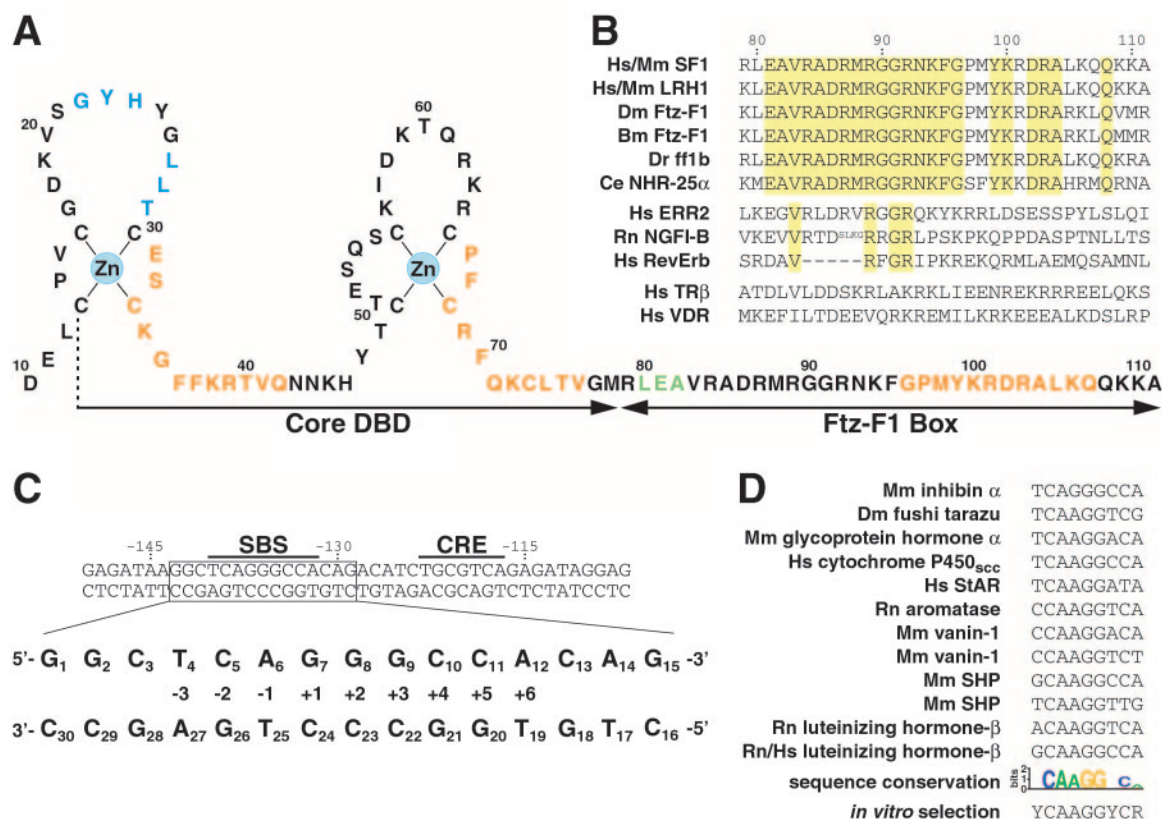 A
D E L C P V C G D K V S G Y H Y G L L T C E S C K G
10
20
30
Zn
FFKRTVQNNKH
40
Y T C T E S Q S C K I D K T Q R K R C P F C R F
50
60
70
Zn
QKCLTVGMRLEAVRADRMRGGRNKFGPMYKRDRALKQQKKA
80 90 100 110
Core DBD
Ftz-F1 Box
B
80 90 100 110
Hs/Mm SF1 RLEAVRADRMRGGRNKFGPMYKRDRALKQQKKA
Hs/Mm LRH1 KLEAVRADRMRGGRNKFGPMYKRDRALKQQKKA
Dm Ftz-F1 KLEAVRADRMRGGRNKFGPMYKRDRARKLQVMR
Bm Ftz-F1 KLEAVRADRMRGGRNKFGPMYKRDRARKLQMMR
Dr ff1b RLEAVRADRMRGGRNKFGPMYKRDRALKQQKRA
Ce NHR-25α KMEAVRADRMRGGRNKFGSFYKKDRAHRMQRNA
Hs ERR2 LKEGVRLDRVRGGRQKYKRRLDSESSPYLSLQI
Rn NGFI-B VKEVVRTDSLKGRRGRLPSKPKQPPDASPTNLLTS
Hs RevErb SRDAV-----RFGRIPKREKQRMLAEMQSAMNL
Hs TRβ ATDLVLDDSKRLAKRKLIEENREKRRREELQKS
Hs VDR MKEFILTDEEVQRKREMILKRKEEEALKDSLRP
C
-145 SBS -130 CRE -115
GAGATAAGGCTCAGGGCCACAGACATCTGCGTCAGAGATAGGAG
CTCTATTCCGAGTCCCGGTGTCTGTAGACGCAGTCTCTATCCTC
5'- G1 G2 C3 T4 C5 A6 G7 G8 G9 C10 C11 A12 C13 A14 G15 -3'
-3 -2 -1 +1 +2 +3 +4 +5 +6
3'- C30 C29 G28 A27 G26 T25 C24 C23 C22 G21 G20 T19 G18 T17 C16 -5'
D
Mm inhibin α TCAGGGCCA
Dm fushi tarazu TCAAGGTCG
Mm glycoprotein hormone α TCAAGGTCA
Hs cytochrome P450scc TCAAGGCCA
Hs StAR TCAAGGATA
Rn aromatase CCAAGGTCA
Mm vanin-1 CCAAGGACA
Mm vanin-1 CCAAGGTCT
Mm SHP GCAAGGCCA
Mm SHP TCAAGGTTG
Rn luteinizing hormone-β ACAAGGTCA
Rn/Hs luteinizing hormone-β GCAAGGCCA
sequence conservation bits 2 1 0 CAAGG C
in vitro selection YCAAGGYCR